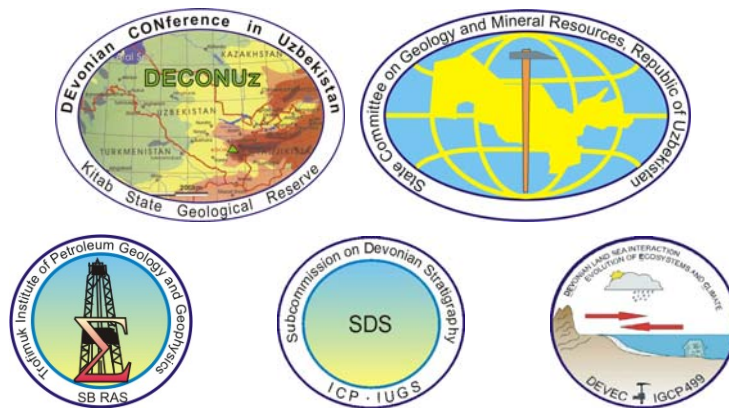 DEvonian CONference in Uzbekistan
KAZAKHSTAN
DECONUz
UZBEKISTAN
TURKMENISTAN
Kitab State Geological Reserve
State Committee on Geology and Mineral Resources, Republic of Uzbekistan
Trofimuk Institute of Petroleum Geology and Geophysics
Σ
SB RAS
Subcommission on Devonian Stratigraphy
SDS
ICP · IUGS
DEVONIAN LAND SEA INTERACTION
EVOLUTION OF ECOSYSTEMS AND CLIMATE
DEVEC IGCP 499